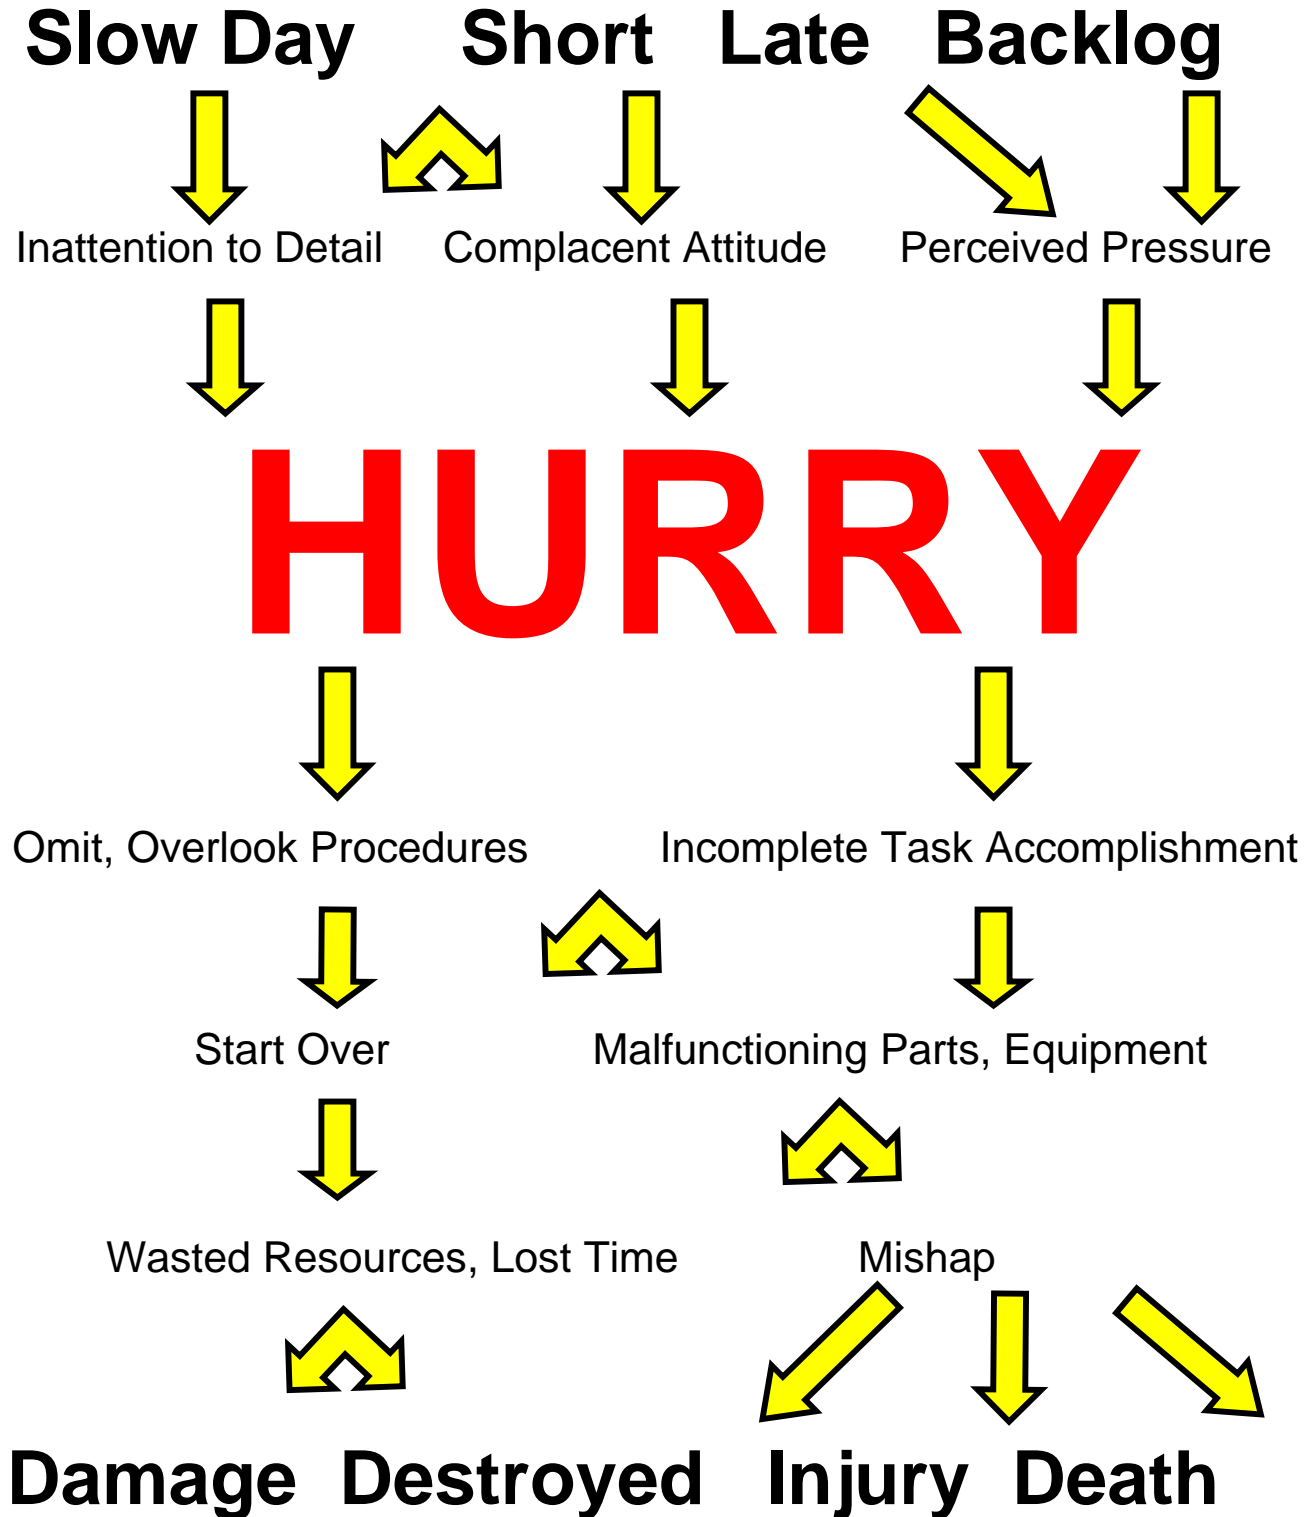 Slow Day Short Late Backlog
Inattention to Detail Complacent Attitude Perceived Pressure
HURRY
Omit, Overlook Procedures Incomplete Task Accomplishment
Start Over Malfunctioning Parts, Equipment
Wasted Resources, Lost Time Mishap
Damage Destroyed Injury Death